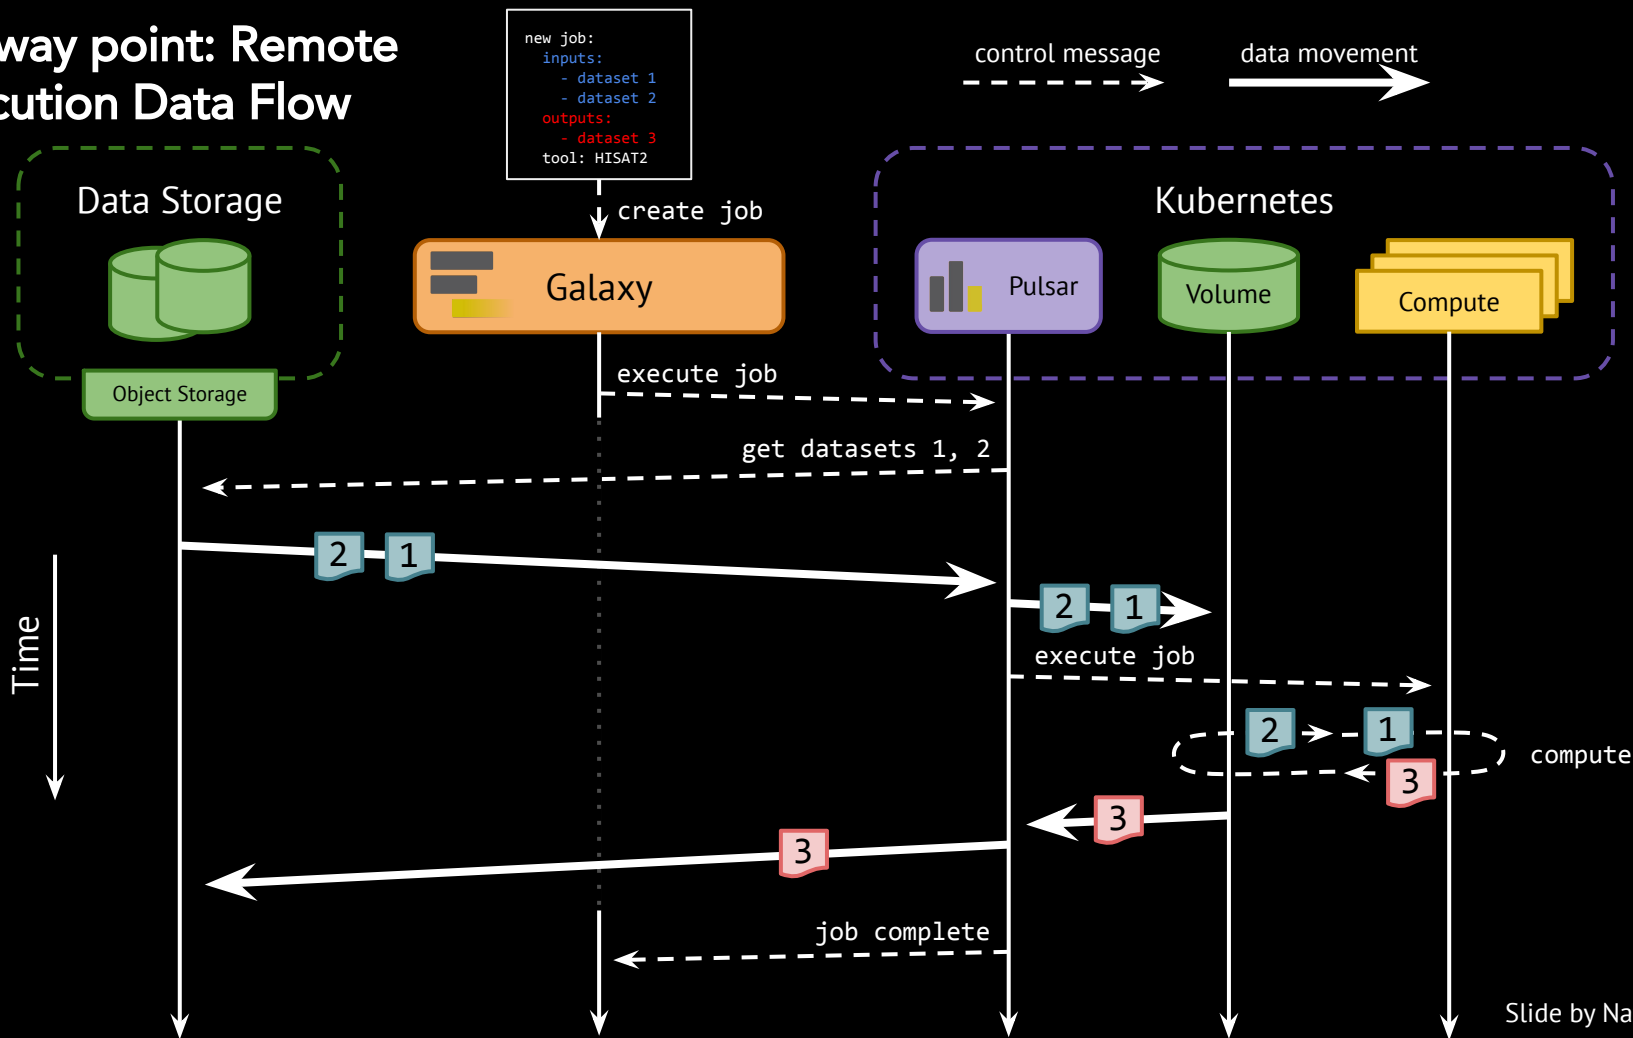 way point: Remote
cution Data Flow
new job:
inputs:
- dataset 1
- dataset 2
outputs:
- dataset 3
tool: HISAT2
control message
data movement
Data Storage
create job
Kubernetes
Galaxy
Pulsar
Volume
Compute
Object Storage
execute job
get datasets 1, 2
2 1
2 1
Time
execute job
2 1
compute
3
3
3
job complete
Slide by Na